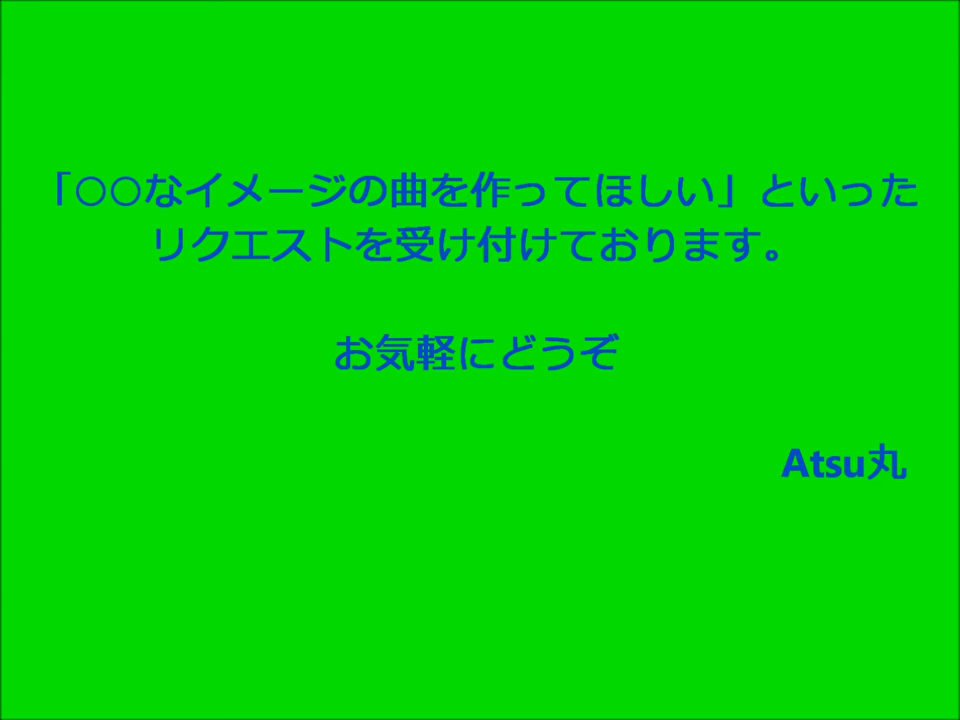 「○○なイメージの曲を作ってほしい」といった
リクエストを受け付けております。
お気軽にどうぞ
Atsu丸